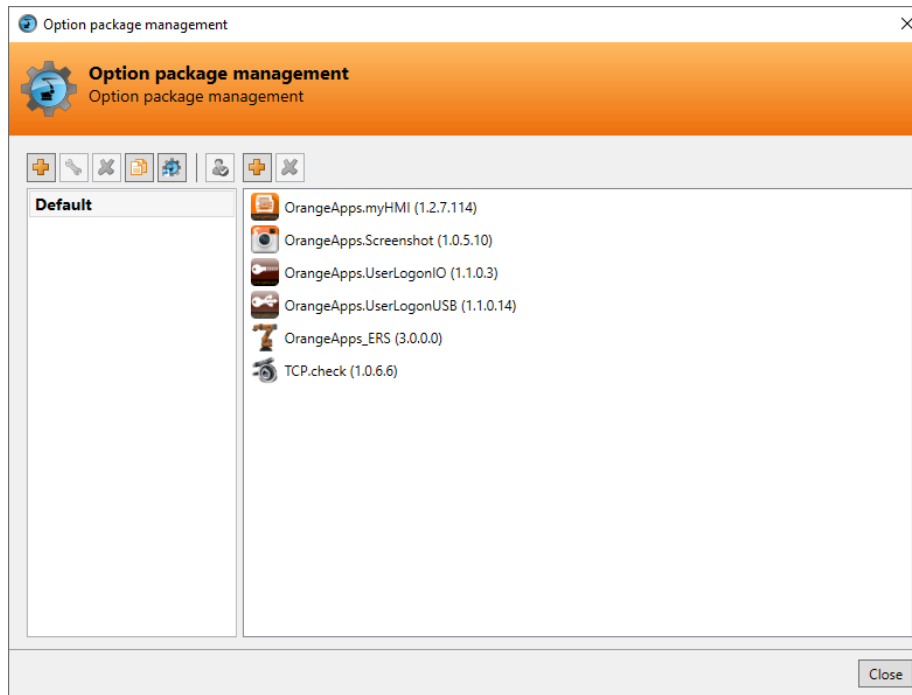 Option package management
Option package management
Option package management
Default
OrangeApps.myHMI (1.2.7.114)
OrangeApps.Screenshot (1.0.5.10)
OrangeApps.UserLogonIO (1.1.0.3)
OrangeApps.UserLogonUSB (1.1.0.14)
OrangeApps_ERS (3.0.0.0)
TCP.check (1.0.6.6)
Close